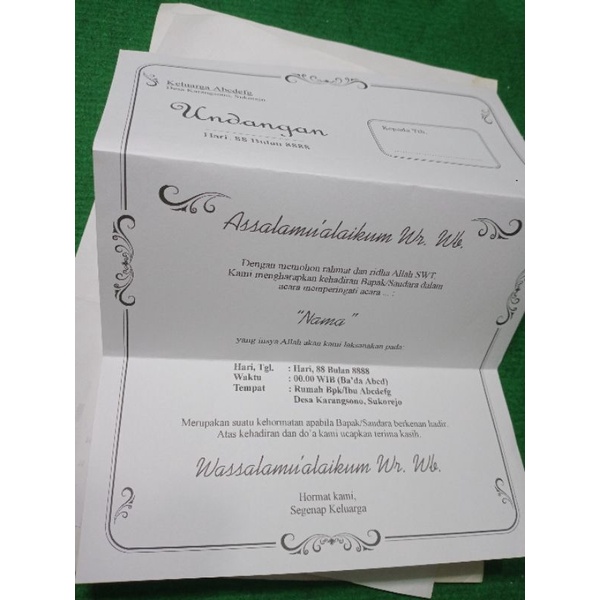 Keluarga Abcdefg
Desa Karangsono, Sukorejo
Undangan
Hari, 88 Bulan 8888
Kepada Yth.
Assalamu'alaikum Wr. Wb.
Dengan memohon rahmat dan ridha Allah SWT
Kami mengharapkan kehadiran Bapak/Saudara dalam
acara memperingati acara ... :
"Nama"
yang insya Allah akan kami laksanakan pada:
Hari, Tgl. : Hari, 88 Bulan 8888
Waktu : 00.00 WIB (Ba'da Abcd)
Tempat : Rumah Bpk/Ibu Abcdefg
Desa Karangsono, Sukorejo
Merupakan suatu kehormatan apabila Bapak/Saudara berkenan hadir.
Atas kehadiran dan do'a kami ucapkan terima kasih.
Wassalamu'alaikum Wr. Wb.
Hormat kami,
Segenap Keluarga